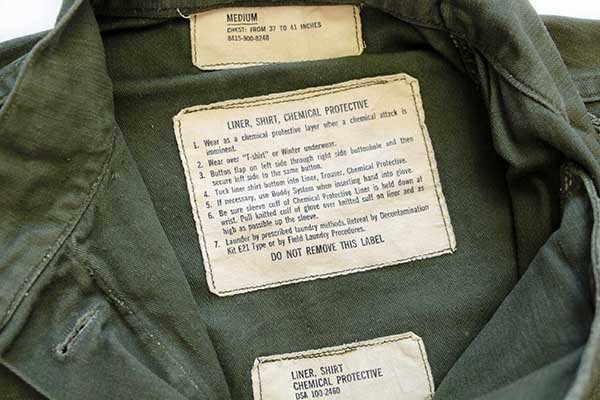 MEDIUM
CHEST: FROM 37 TO 41 INCHES
8415-900-8248
LINER, SHIRT, CHEMICAL PROTECTIVE
1. Wear as a chemical protective layer when a chemical attack is
imminent.
2. Wear over "T-shirt" or Winter underwear.
3. Button flap on left side through right side buttonhole and then
secure left side to the same button.
4. Tuck liner shirt bottom into Liner, Trouser, Chemical Protective.
5. If necessary, use Buddy System when inserting hand into glove.
6. Be sure sleeve cuff of Chemical Protective Liner is held down at
wrist. Pull knitted cuff of glove over knitted cuff on liner and as
high as possible up the sleeve.
7. Launder by prescribed laundry methods. Retreat by Decontamination
Kit E21 Type or by Field Laundry Procedures.
DO NOT REMOVE THIS LABEL
LINER, SHIRT
CHEMICAL PROTECTIVE
DSA 100-2460